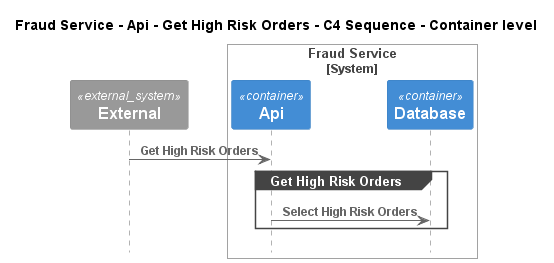 Fraud Service - Api - Get High Risk Orders - C4 Sequence - Container level
Fraud Service
[System]
«external_system»
External
«container»
Api
«container»
Database
Get High Risk Orders
Get High Risk Orders
Select High Risk Orders